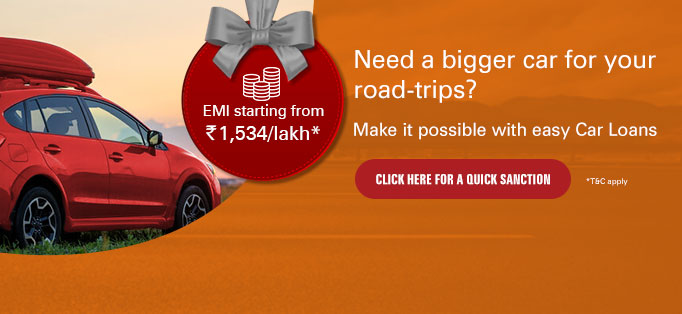 EMI starting from
₹1,534/lakh*
Need a bigger car for your
road-trips?
Make it possible with easy Car Loans
CLICK HERE FOR A QUICK SANCTION
*T&C apply